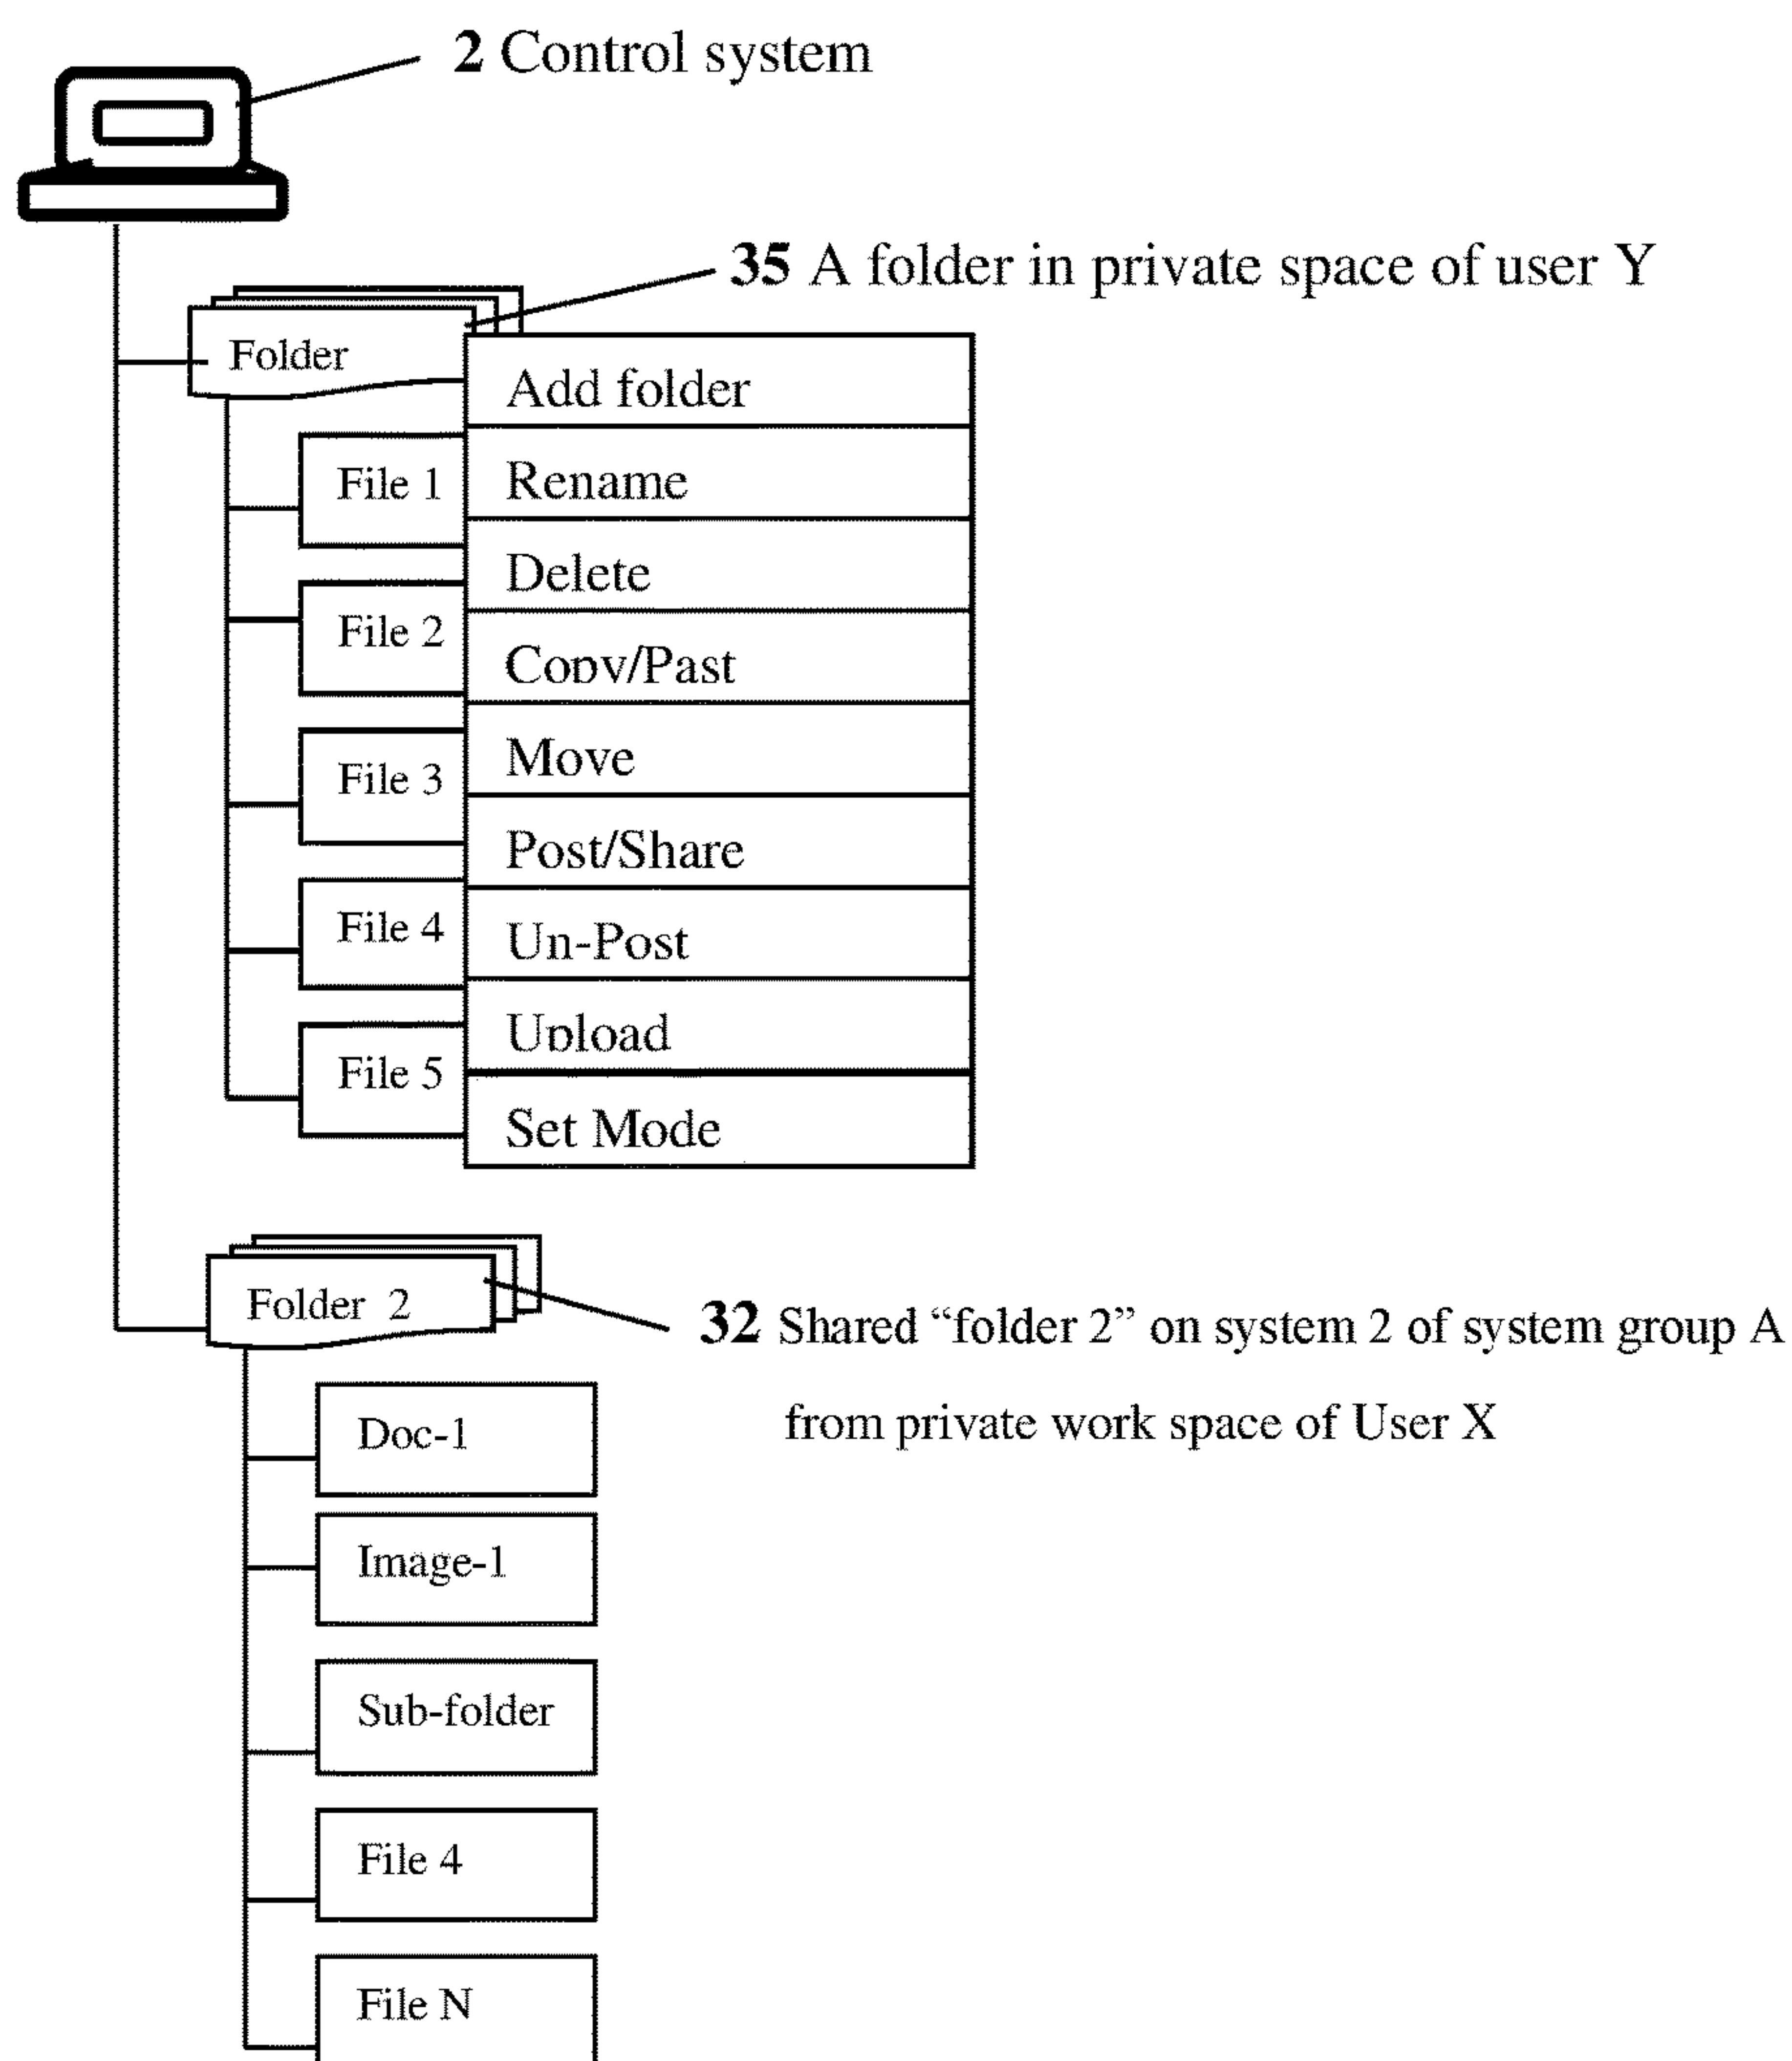 2 Control system
35 A folder in private space of user Y
Folder
Add folder
File 1
Rename
Delete
File 2
Copy/Past
Move
File 3
Post/Share
File 4
Un-Post
Upload
File 5
Set Mode
Folder 2
32 Shared “folder 2” on system 2 of system group A
from private work space of User X
Doc-1
Image-1
Sub-folder
File 4
File N